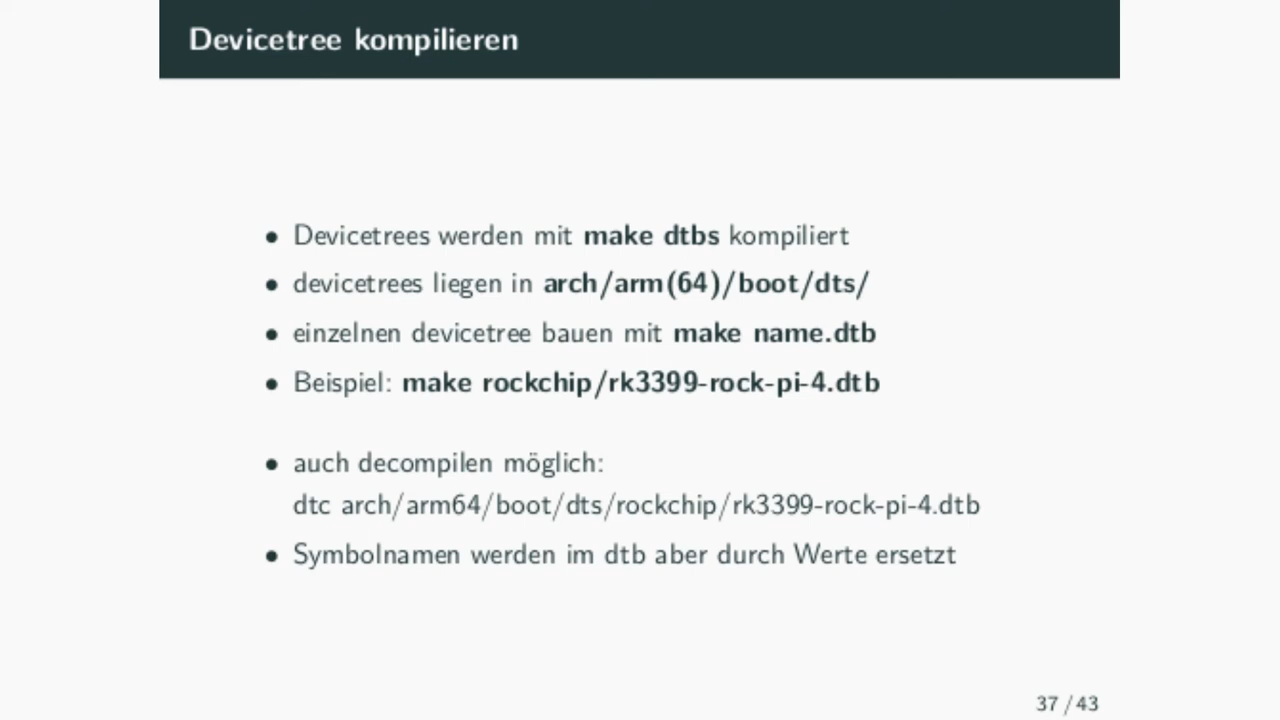 Devicetree kompilieren
• Devicetrees werden mit make dtbs kompiliert
• devicetrees liegen in arch/arm(64)/boot/dts/
• einzelnen devicetree bauen mit make name.dtb
• Beispiel: make rockchip/rk3399-rock-pi-4.dtb
• auch decompilen möglich:
dtc arch/arm64/boot/dts/rockchip/rk3399-rock-pi-4.dtb
• Symbolnamen werden im dtb aber durch Werte ersetzt
37 / 43